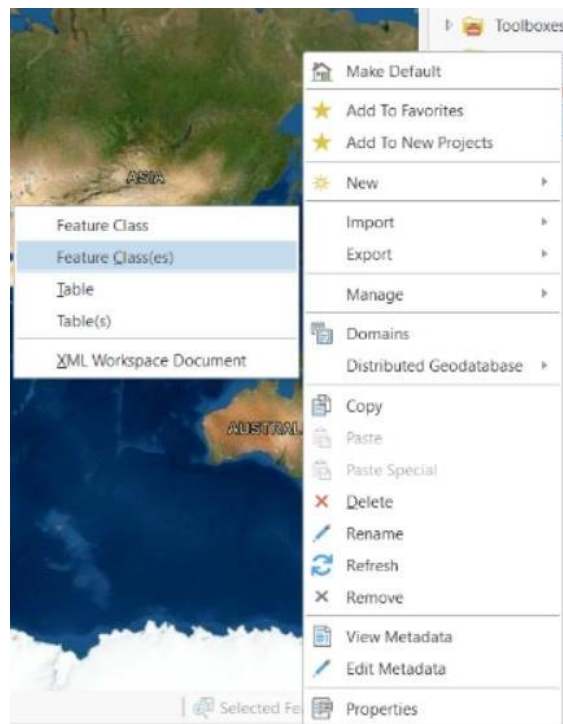 Toolboxes
Make Default
Add To Favorites
Add To New Projects
ASIA
New
Feature Class
Import
Feature Class(es)
Export
Table
Manage
Table(s)
Domains
XML Workspace Document
Distributed Geodatabase
Copy
AUSTRAL
Paste
Paste Special
Delete
Rename
Refresh
Remove
View Metadata
Edit Metadata
Selected Fe
Properties